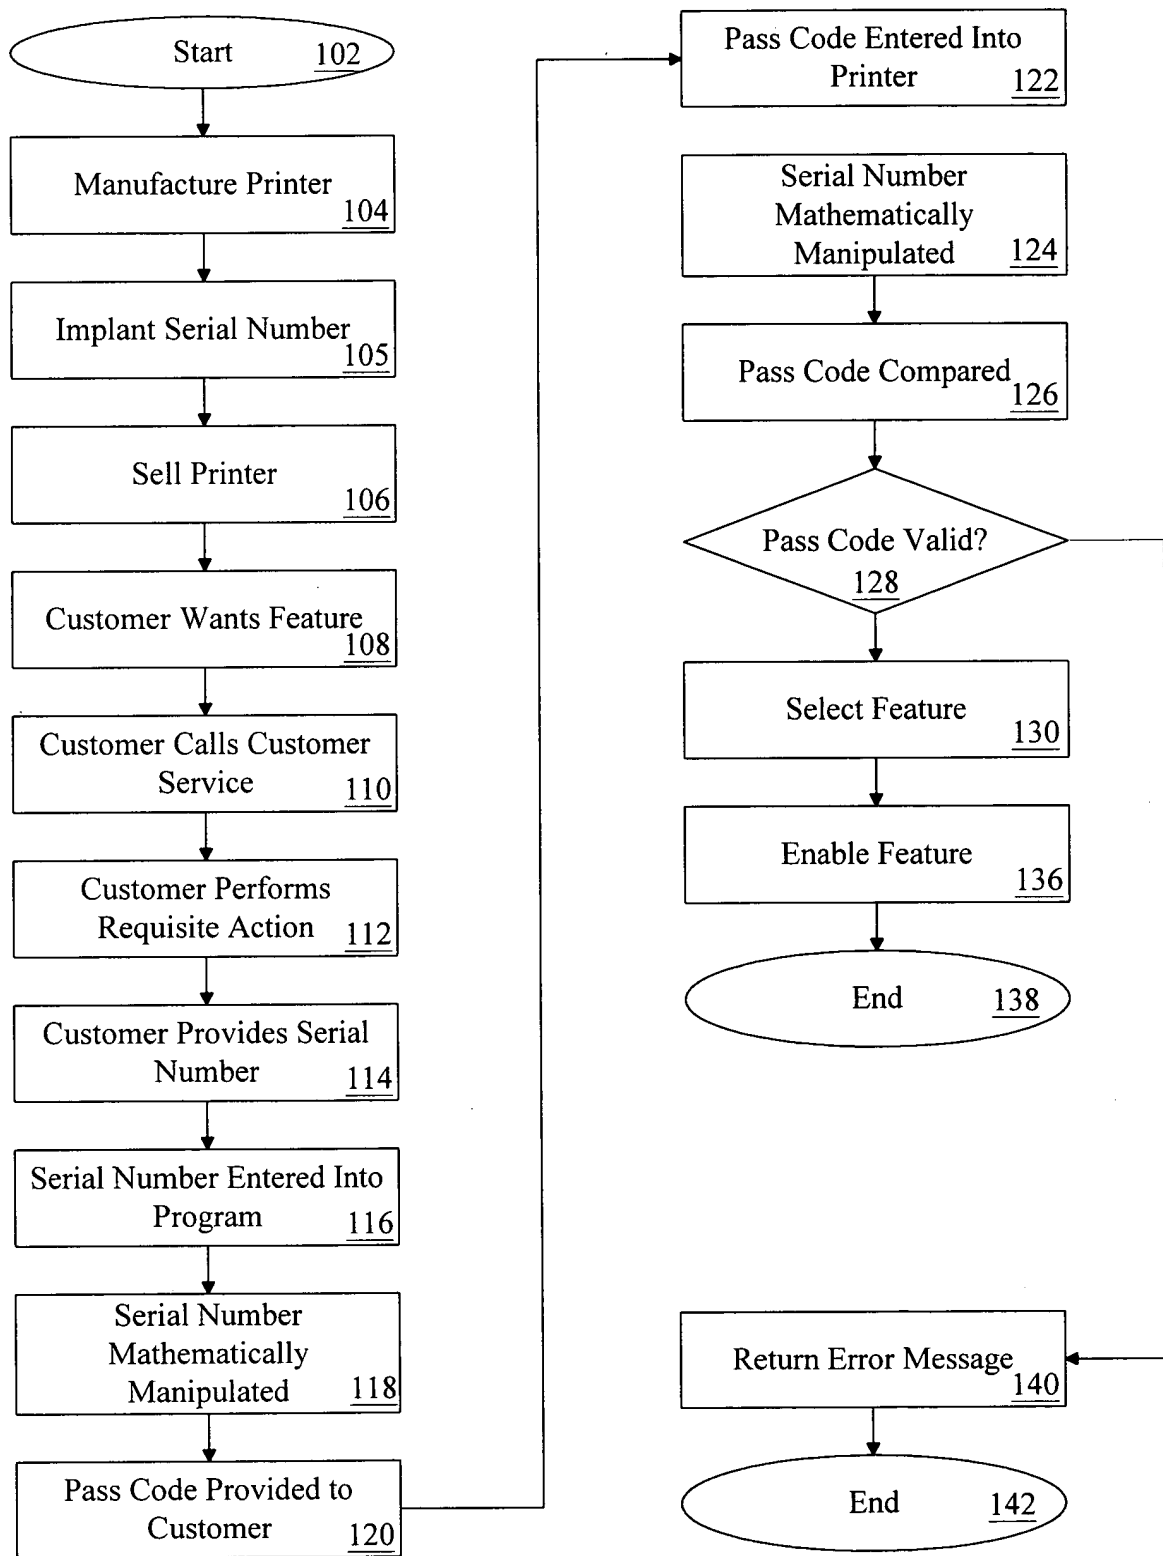 Start 102
Manufacture Printer
104
Implant Serial Number
105
Sell Printer
106
Customer Wants Feature
108
Customer Calls Customer
Service 110
Customer Performs
Requisite Action 112
Customer Provides Serial
Number 114
Serial Number Entered Into
Program 116
Serial Number
Mathematically
Manipulated 118
Pass Code Provided to
Customer 120
Pass Code Entered Into
Printer 122
Serial Number
Mathematically
Manipulated 124
Pass Code Compared
126
Pass Code Valid?
128
Select Feature
130
Enable Feature
136
End 138
Return Error Message
140
End 142